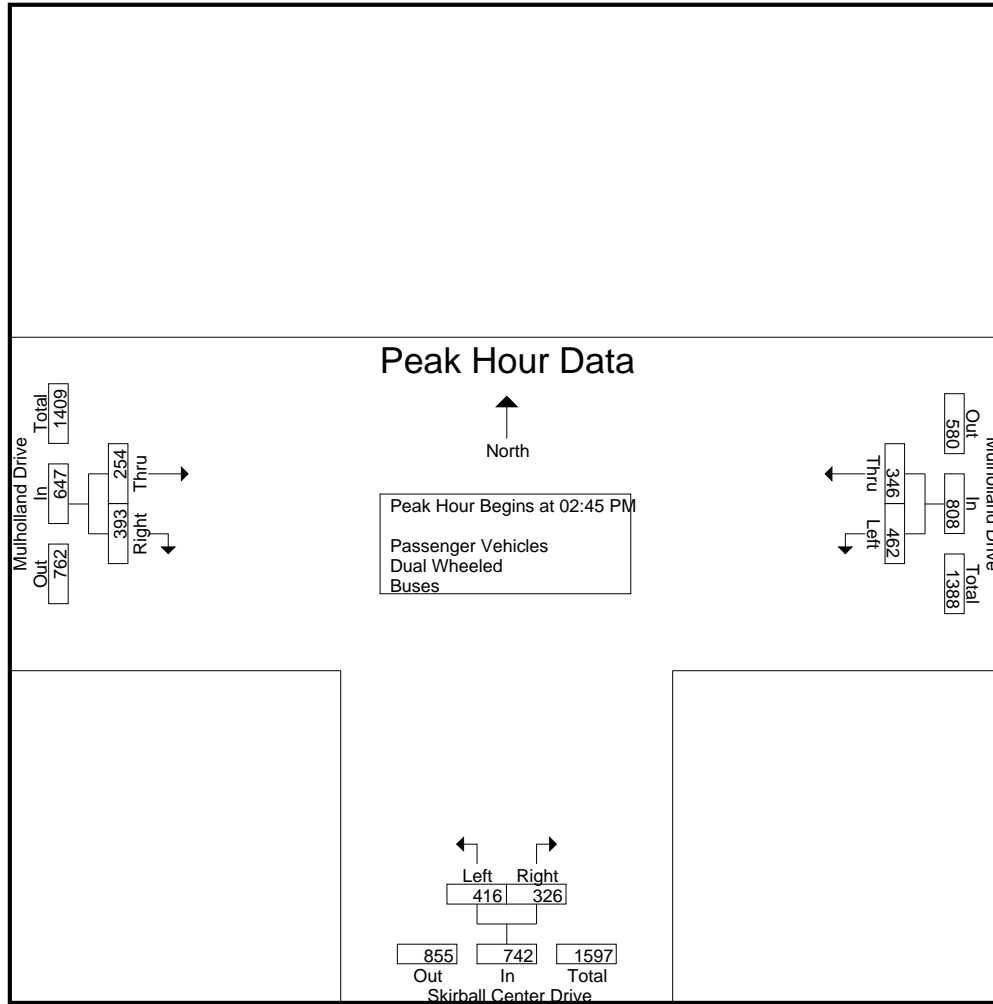 Peak Hour Data
North
Peak Hour Begins at 02:45 PM
Passenger Vehicles
Dual Wheeled
Buses
Mulholland Drive
Out
In
Total
762
647
1409
Right
Thru
393
254
Mulholland Drive
Out
In
Total
580
808
1388
Thru
Left
346
462
Left
Right
416
326
855
742
1597
Out
In
Total
Skirball Center Drive